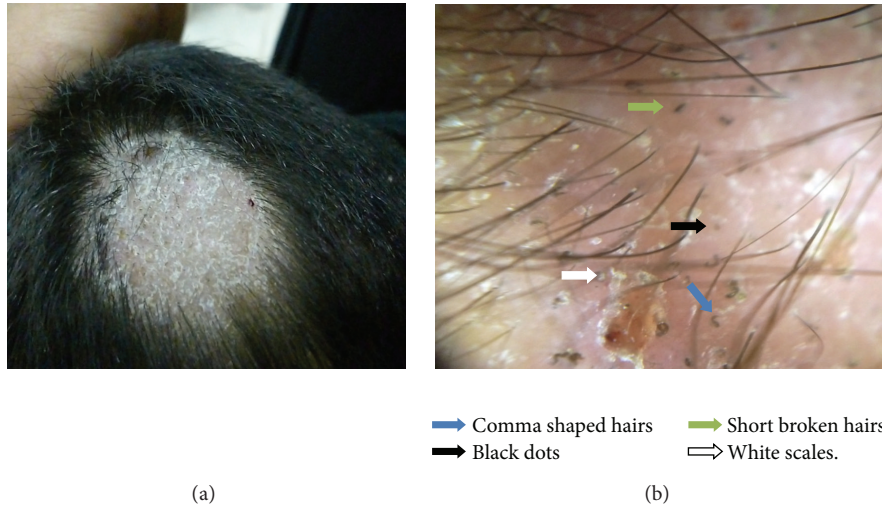 Comma shaped hairs
Short broken hairs
Black dots
White scales.
(a)
(b)